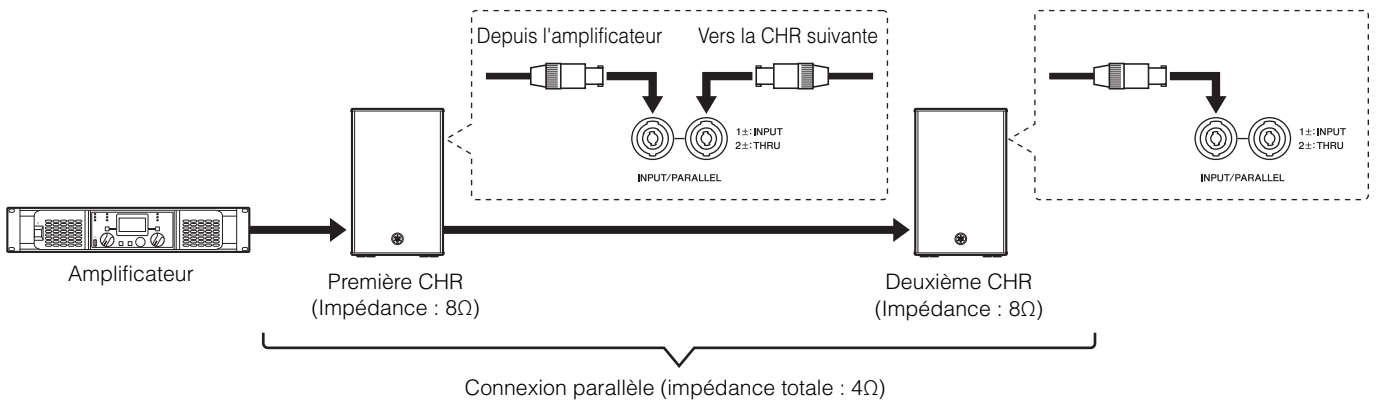 Depuis l'amplificateur
Vers la CHR suivante
1±:INPUT
2±:THRU
INPUT/PARALLEL
1±:INPUT
2±:THRU
INPUT/PARALLEL
Amplificateur
Première CHR
(Impédance : 8Ω)
Deuxième CHR
(Impédance : 8Ω)
Connexion parallèle (impédance totale : 4Ω)